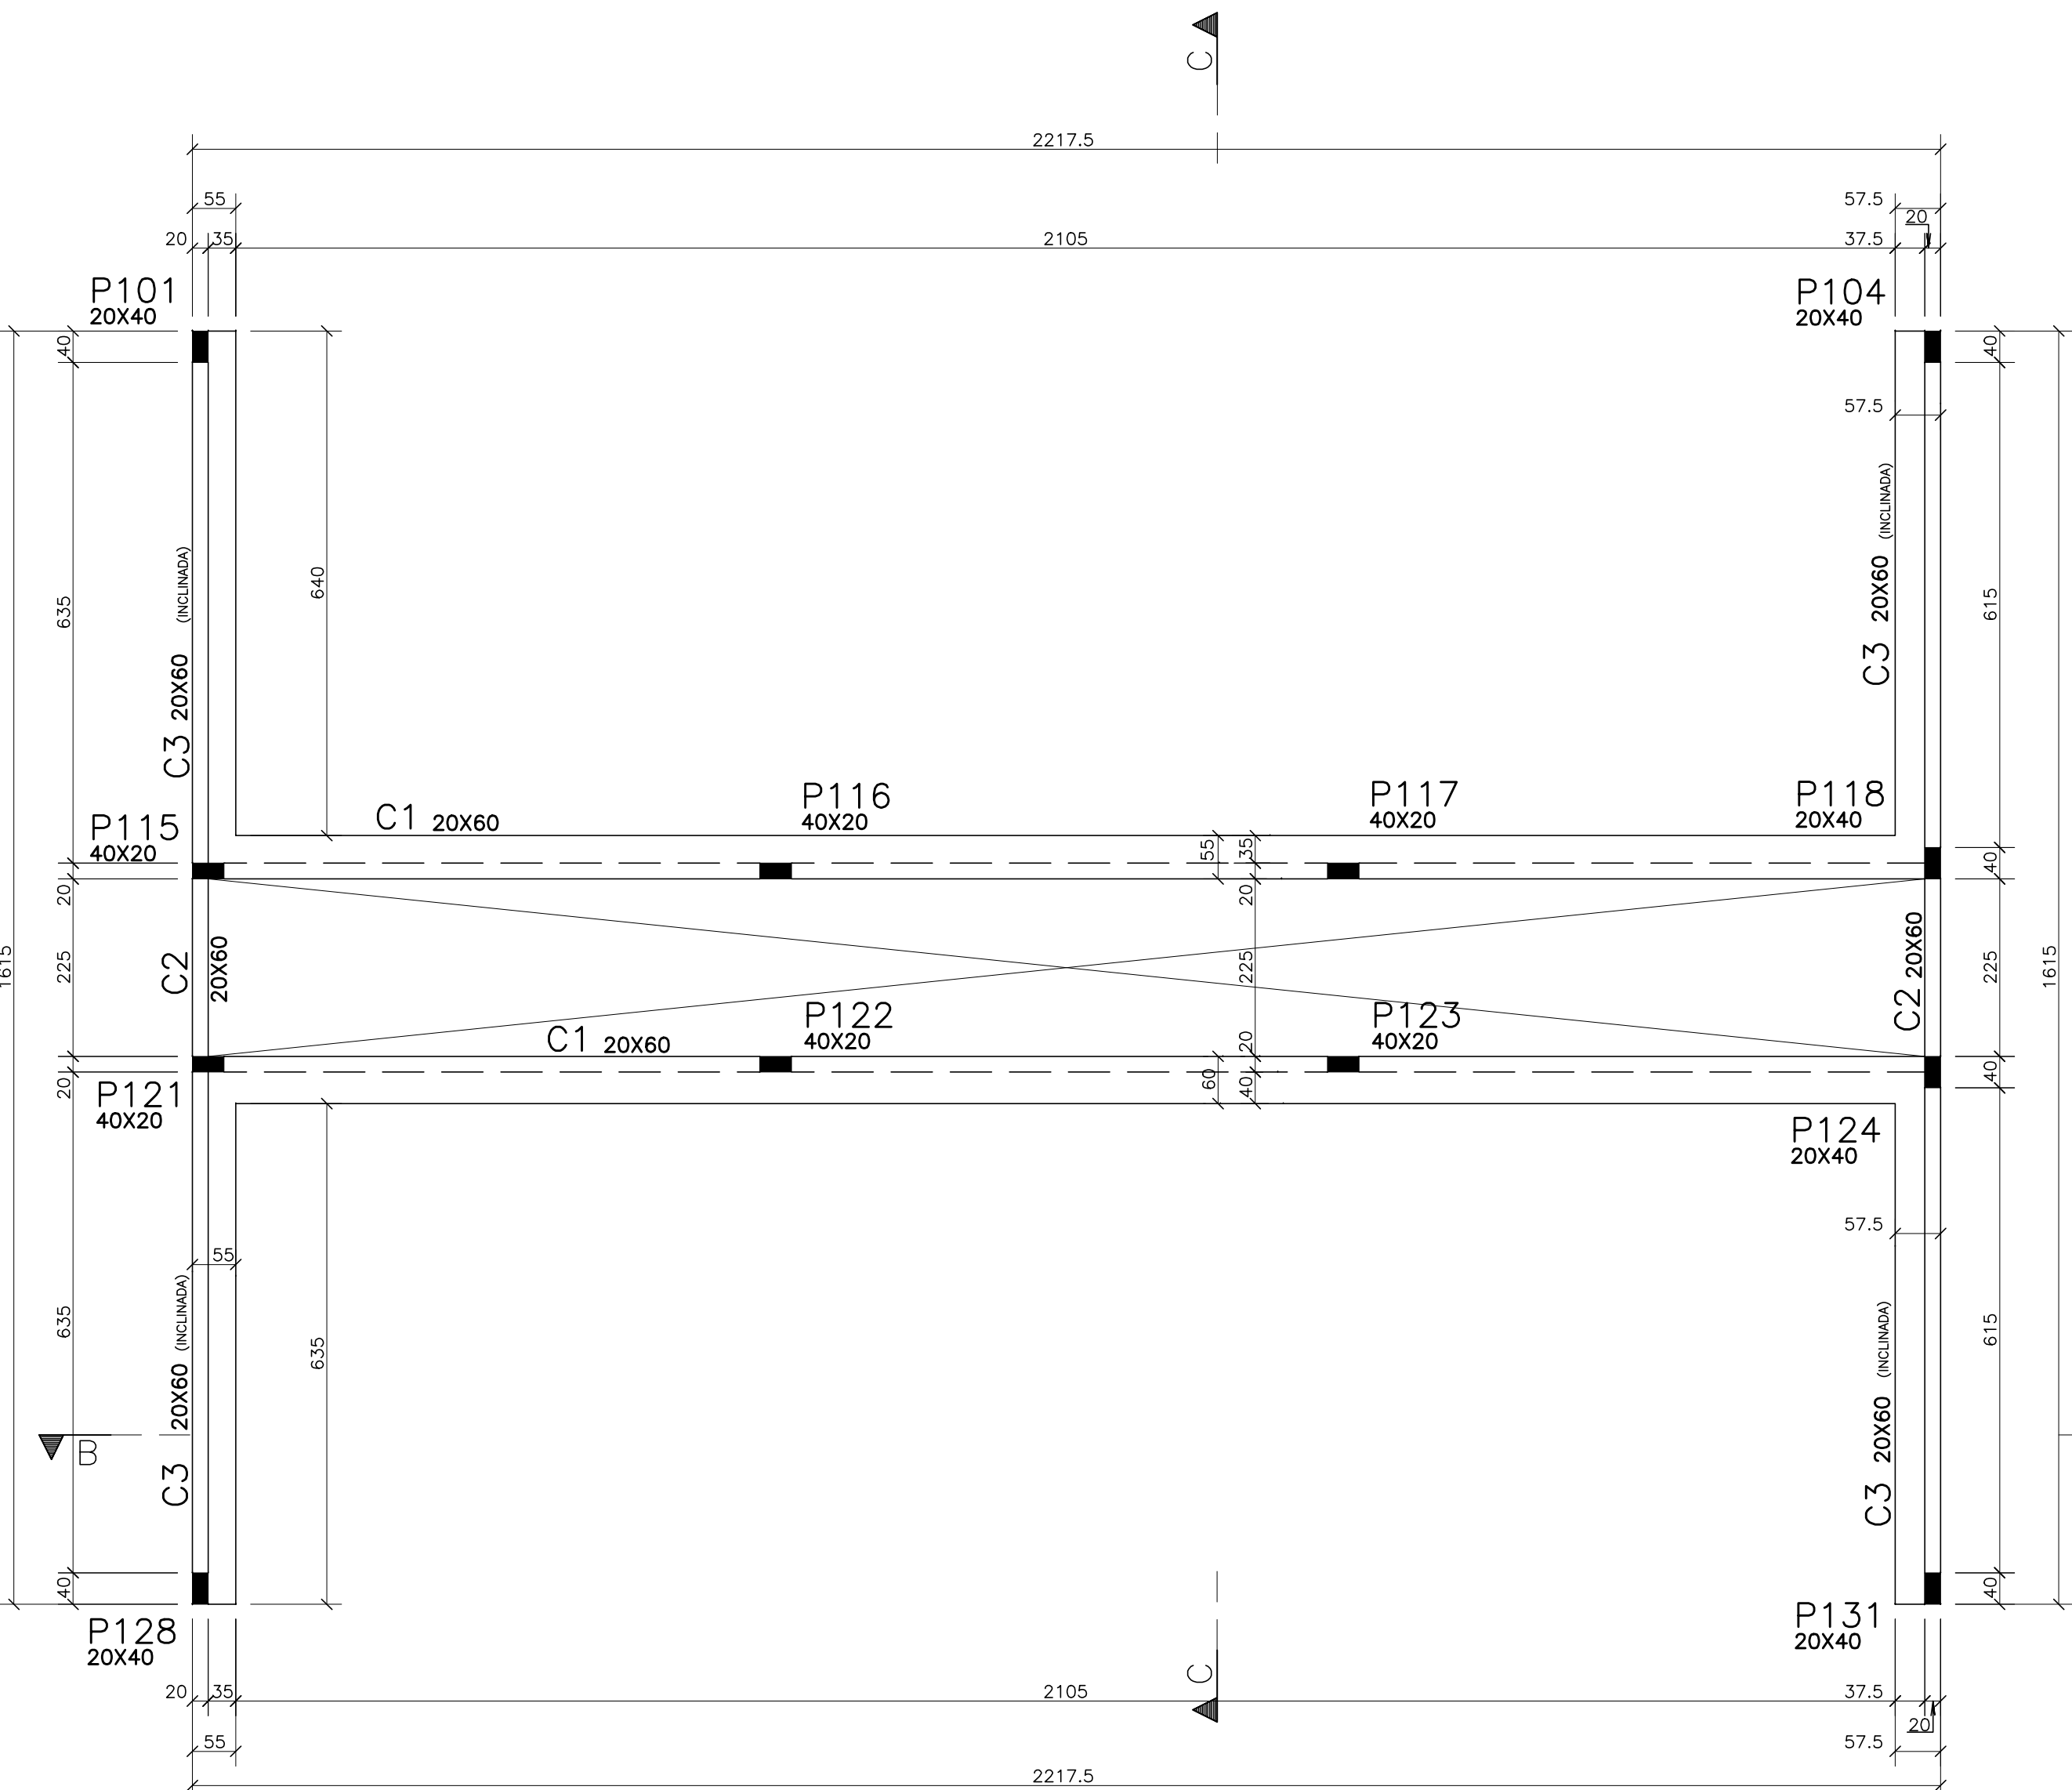 C
2217.5
55
57.5
20
20
35
2105
37.5
P101
20X40
P104
20X40
40
40
57.5
(INCLINADA)
(INCLINADA)
635
640
20X60
615
C3
20X60
C3
P115
40X20
C1 20X60
P116
40X20
P117
40X20
P118
20X40
55
35
40
20
20
1615
C2
20X60
225
225
20X60
C2
225
1615
C1 20X60
P122
40X20
P123
40X20
20
60
40
40
20
P121
40X20
P124
20X40
57.5
55
(INCLINADA)
(INCLINADA)
635
635
615
20X60
20X60
B
C3
C3
40
40
P128
20X40
P131
20X40
C
20
35
2105
37.5
20
55
57.5
2217.5